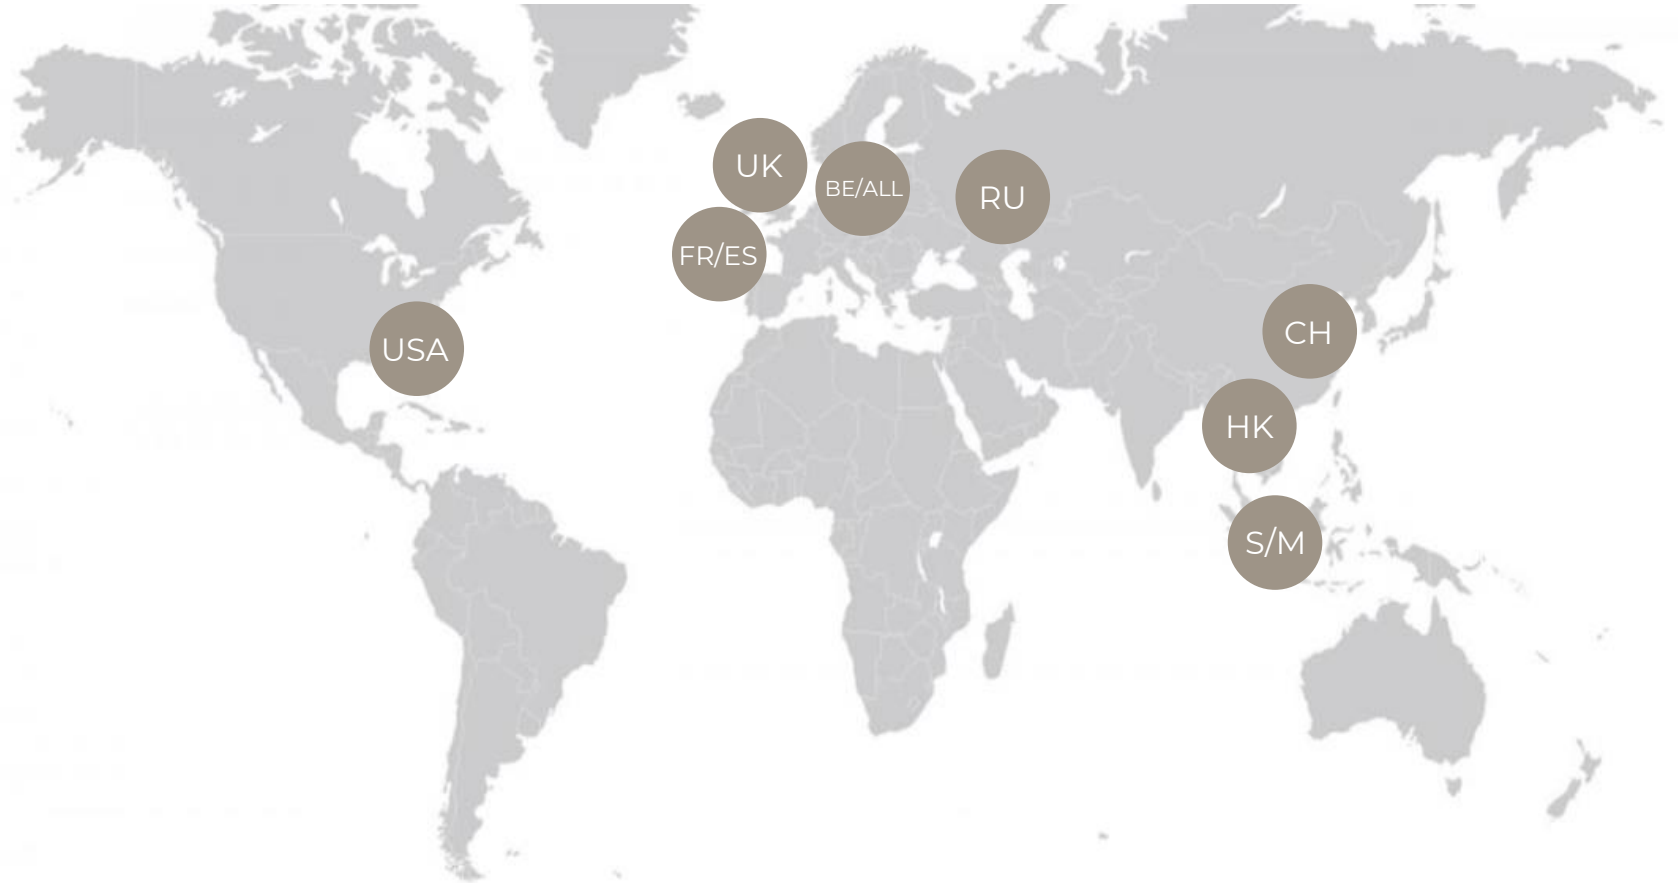 UK
BE/ALL
RU
FR/ES
USA
CH
HK
S/M